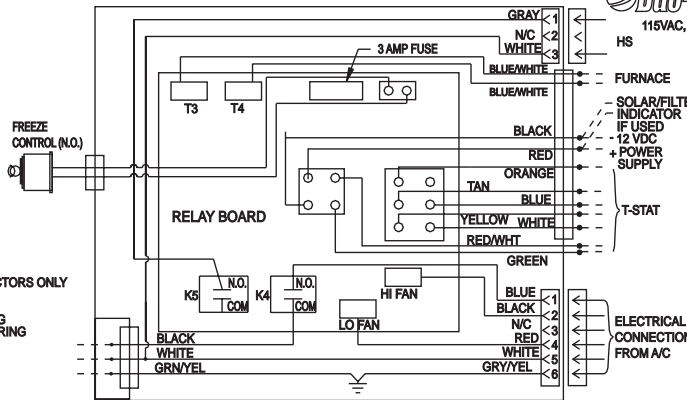 GRAY 1
N/C 2
WHITE 3
115VAC,
HS
3 AMP FUSE
BLUE/WHITE
FURNACE
BLUE/WHITE
T3
T4
SOLAR/FILTE
INDICATOR
IF USED
FREEZE
CONTROL (N.O.)
BLACK
- 12 VDC
RED
+ POWER
SUPPLY
ORANGE
TAN
BLUE
T-STAT
RELAY BOARD
YELLOW WHITE
RED/WHT
GREEN
CTORS ONLY
K5
N.O.
COM
K4
N.O.
COM
HI FAN
LO FAN
BLUE 1
BLACK 2
N/C 3
RED 4
WHITE 5
GRY/YEL 6
ELECTRICAL
CONNECTION
FROM A/C
G
RING
BLACK
WHITE
GRN/YEL